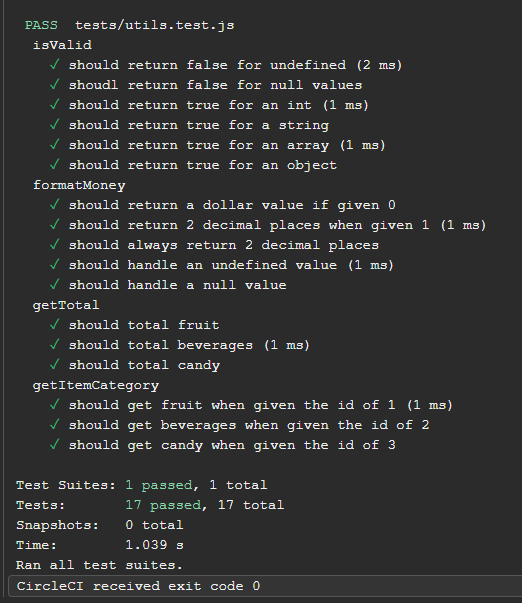 PASS  tests/utils.test.js
isValid
✓ should return false for undefined (2 ms)
✓ shoudl return false for null values
✓ should return true for an int (1 ms)
✓ should return true for a string
✓ should return true for an array (1 ms)
✓ should return true for an object
formatMoney
✓ should return a dollar value if given 0
✓ should return 2 decimal places when given 1 (1 ms)
✓ should always return 2 decimal places
✓ should handle an undefined value (1 ms)
✓ should handle a null value
getTotal
✓ should total fruit
✓ should total beverages (1 ms)
✓ should total candy
getItemCategory
✓ should get fruit when given the id of 1 (1 ms)
✓ should get beverages when given the id of 2
✓ should get candy when given the id of 3
Test Suites: 1 passed, 1 total
Tests:       17 passed, 17 total
Snapshots:   0 total
Time:        1.039 s
Ran all test suites.
CircleCI received exit code 0